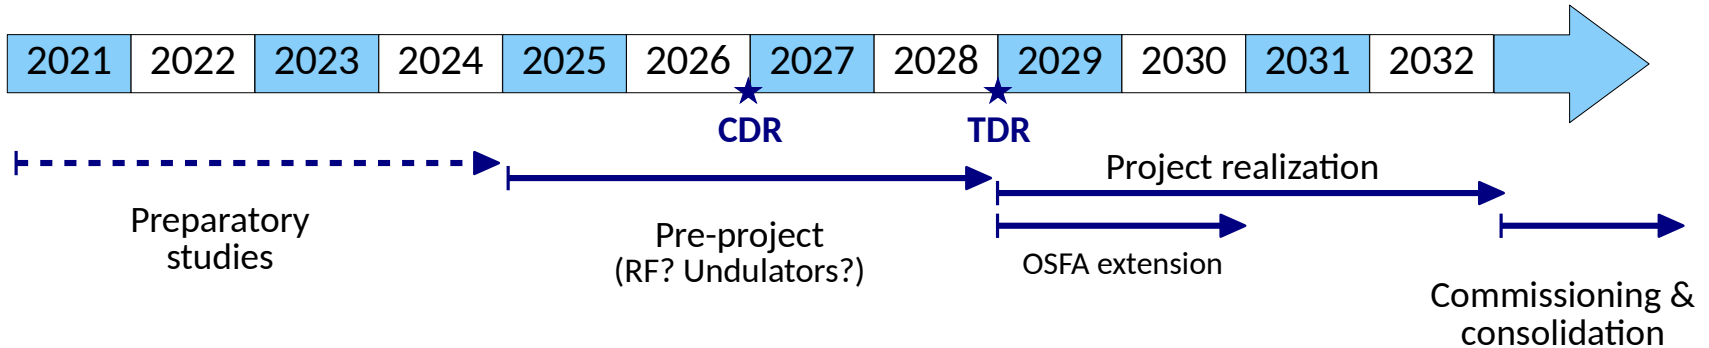 2021 2022 2023 2024 2025 2026 2027 2028 2029 2030 2031 2032
CDR TDR
Project realization
Preparatory
studies
Pre-project
(RF? Undulators?)
OSFA extension
Commissioning &
consolidation